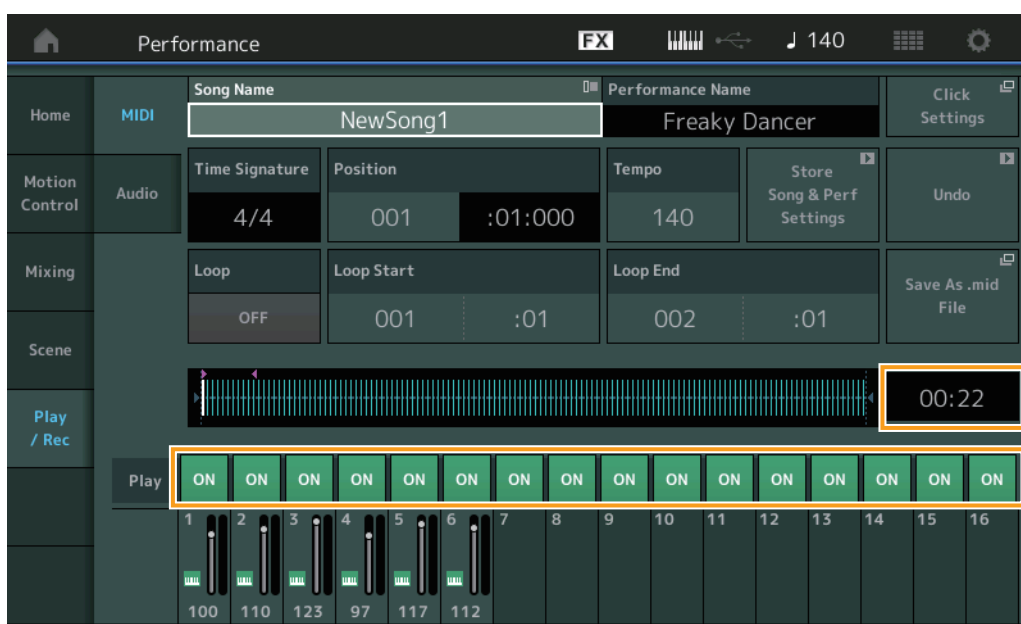 Performance FX 140
Song Name Performance Name Click
Home MIDI NewSong1 Freaky Dancer Settings
Time Signature Position Tempo Store
Motion Audio Song & Perf Undo
Control 4/4 001 :01:000 140 Settings
Mixing Loop Loop Start Loop End Save As .mid
OFF 001 :01 002 :01 File
Scene
Play 00:22
/ Rec
Play ON ON ON ON ON ON ON ON ON ON ON ON ON ON ON ON
1 2 3 4 5 6 7 8 9 10 11 12 13 14 15 16
100 110 123 97 117 112